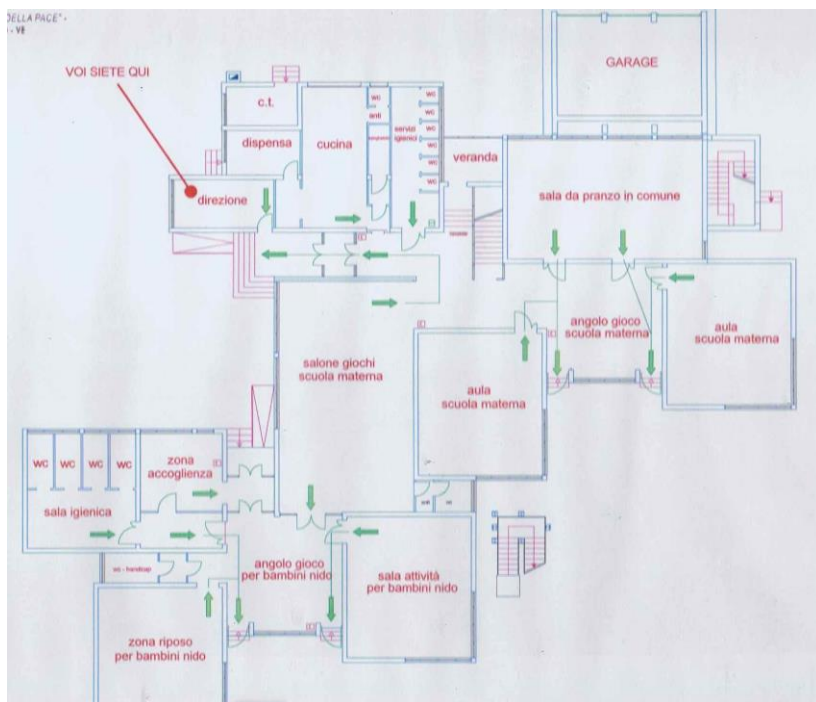 DELLA PACE" -
- VE
VOI SIETE QUI
GARAGE
c.t.
wc
wc
anti
wc
dispensa
cucina
servizi
igienici
wc
wc
wc
veranda
wc
wc
direzione
sala da pranzo in comune
angolo gioco
scuola materna
aula
scuola materna
salone giochi
scuola materna
aula
scuola materna
zona
accoglienza
wc
wc
wc
wc
sala igienica
angolo gioco
per bambini nido
sala attività
per bambini nido
wc - handicap
zona riposo
per bambini nido